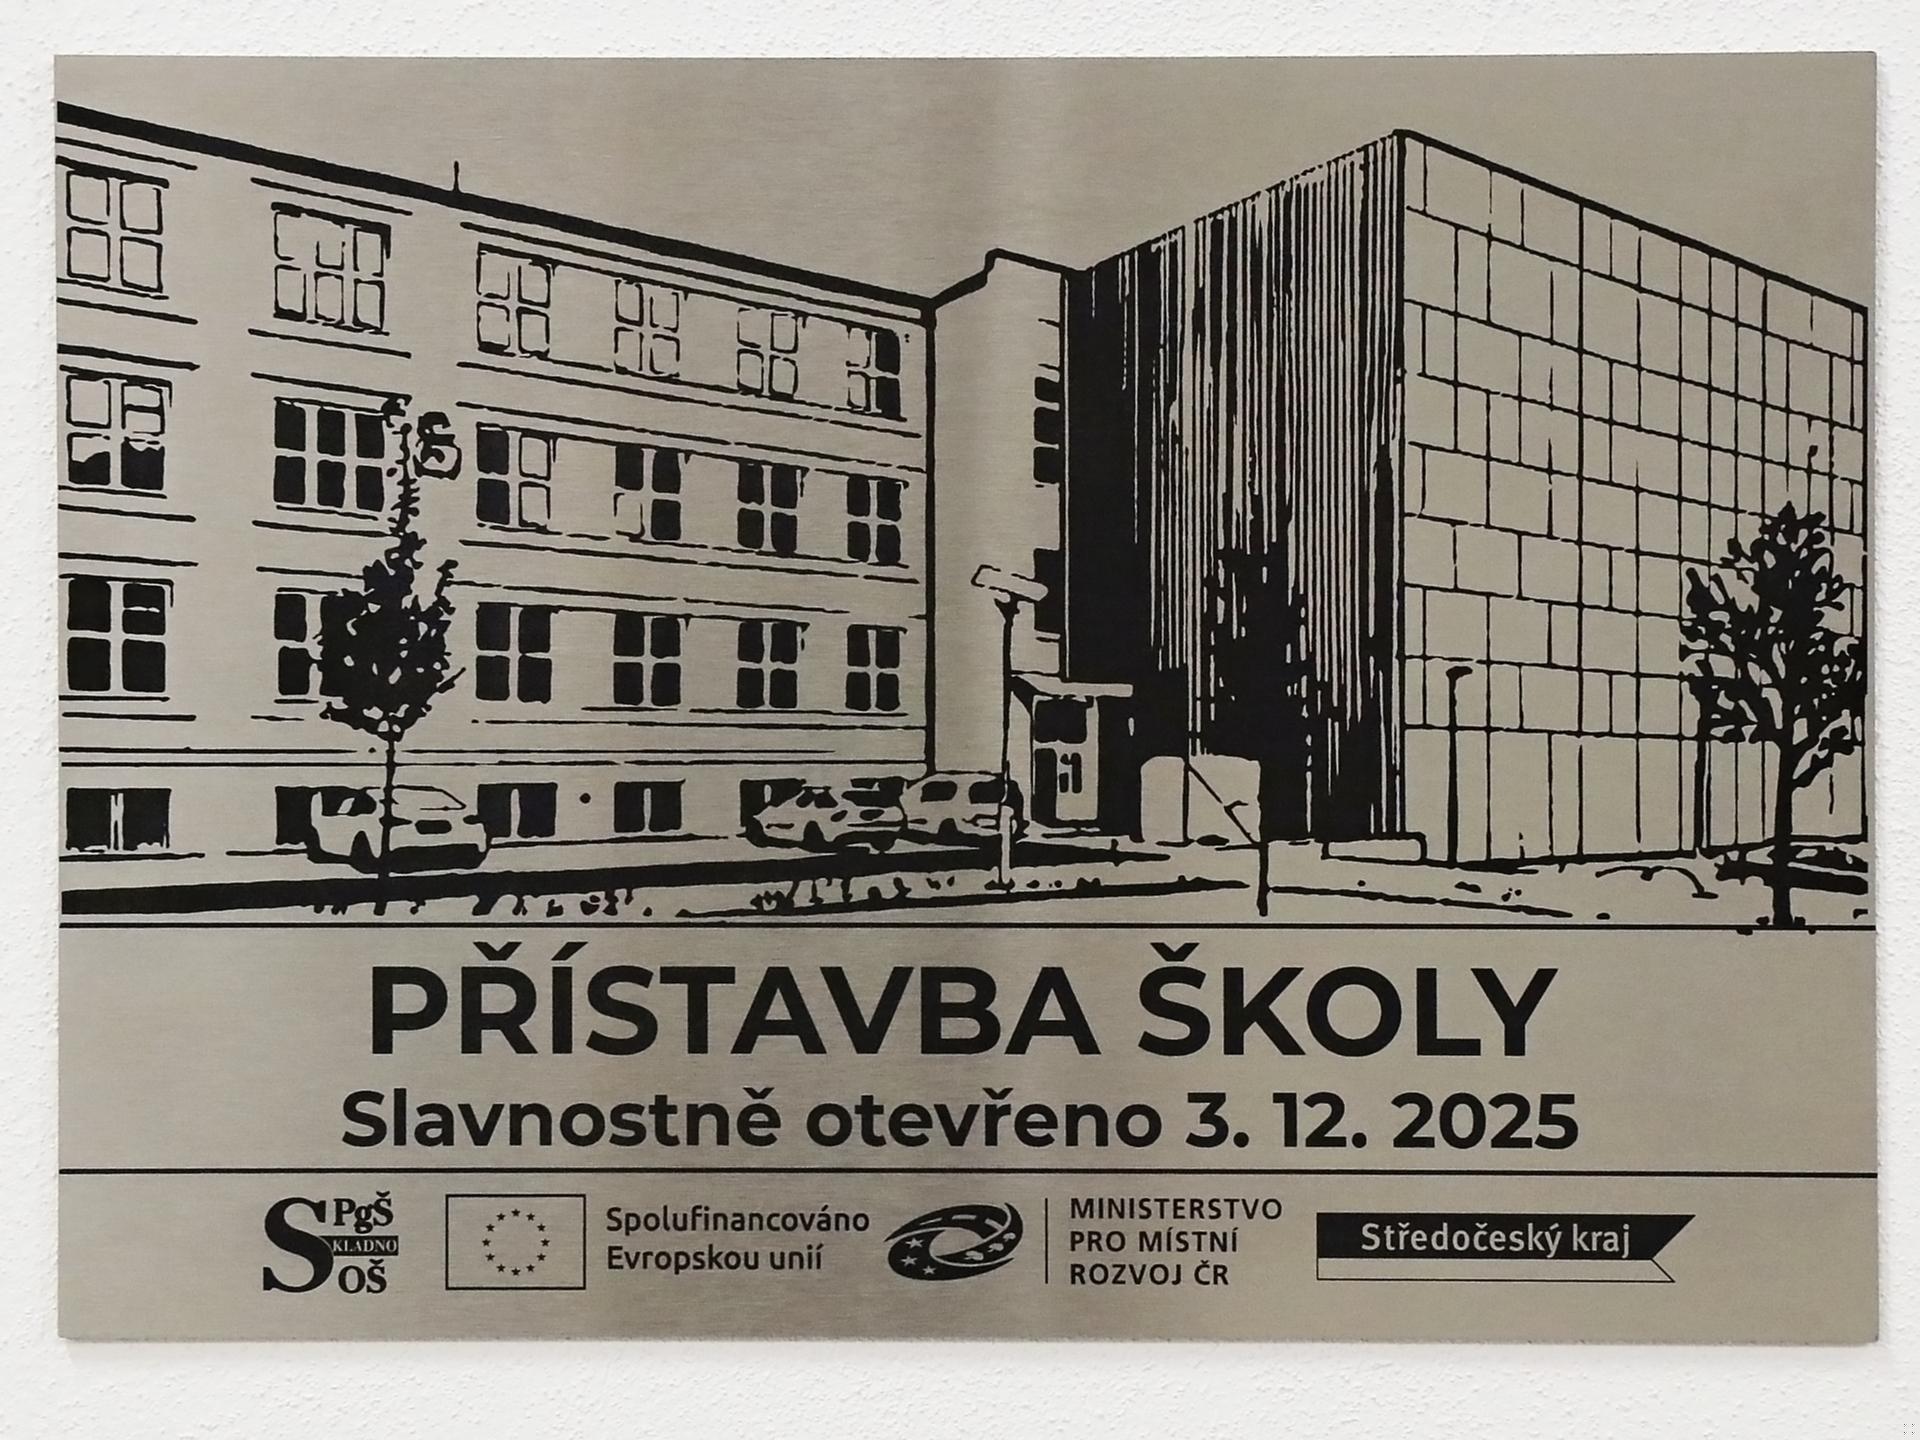 PŘÍSTAVBA ŠKOLY
Slavnostně otevřeno 3. 12. 2025
S PgŠ
KLADNO
OŠ
Spolufinancováno
Evropskou unií
MINISTERSTVO
PRO MÍSTNÍ
ROZVOJ ČR
Středočeský kraj